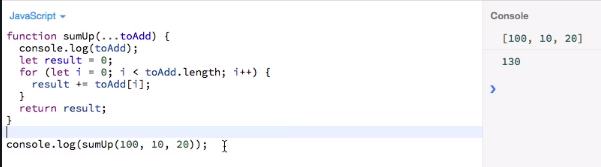 JavaScript
Console
function sumUp(...toAdd) {
  console.log(toAdd);
  let result = 0;
  for (let i = 0; i < toAdd.length; i++) {
    result += toAdd[i];
  }
  return result;
}
console.log(sumUp(100, 10, 20));
[100, 10, 20]
130